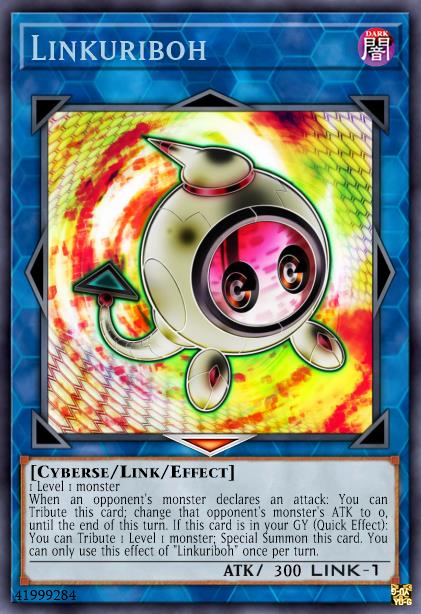 Linkuriboh
DARK
闇
[Cyberse/Link/Effect]
1 Level 1 monster
When an opponent's monster declares an attack: You can
Tribute this card; change that opponent's monster's ATK to 0,
until the end of this turn. If this card is in your GY (Quick Effect):
You can Tribute 1 Level 1 monster; Special Summon this card. You
can only use this effect of "Linkuriboh" once per turn.
ATK/ 300 LINK-1
41999284